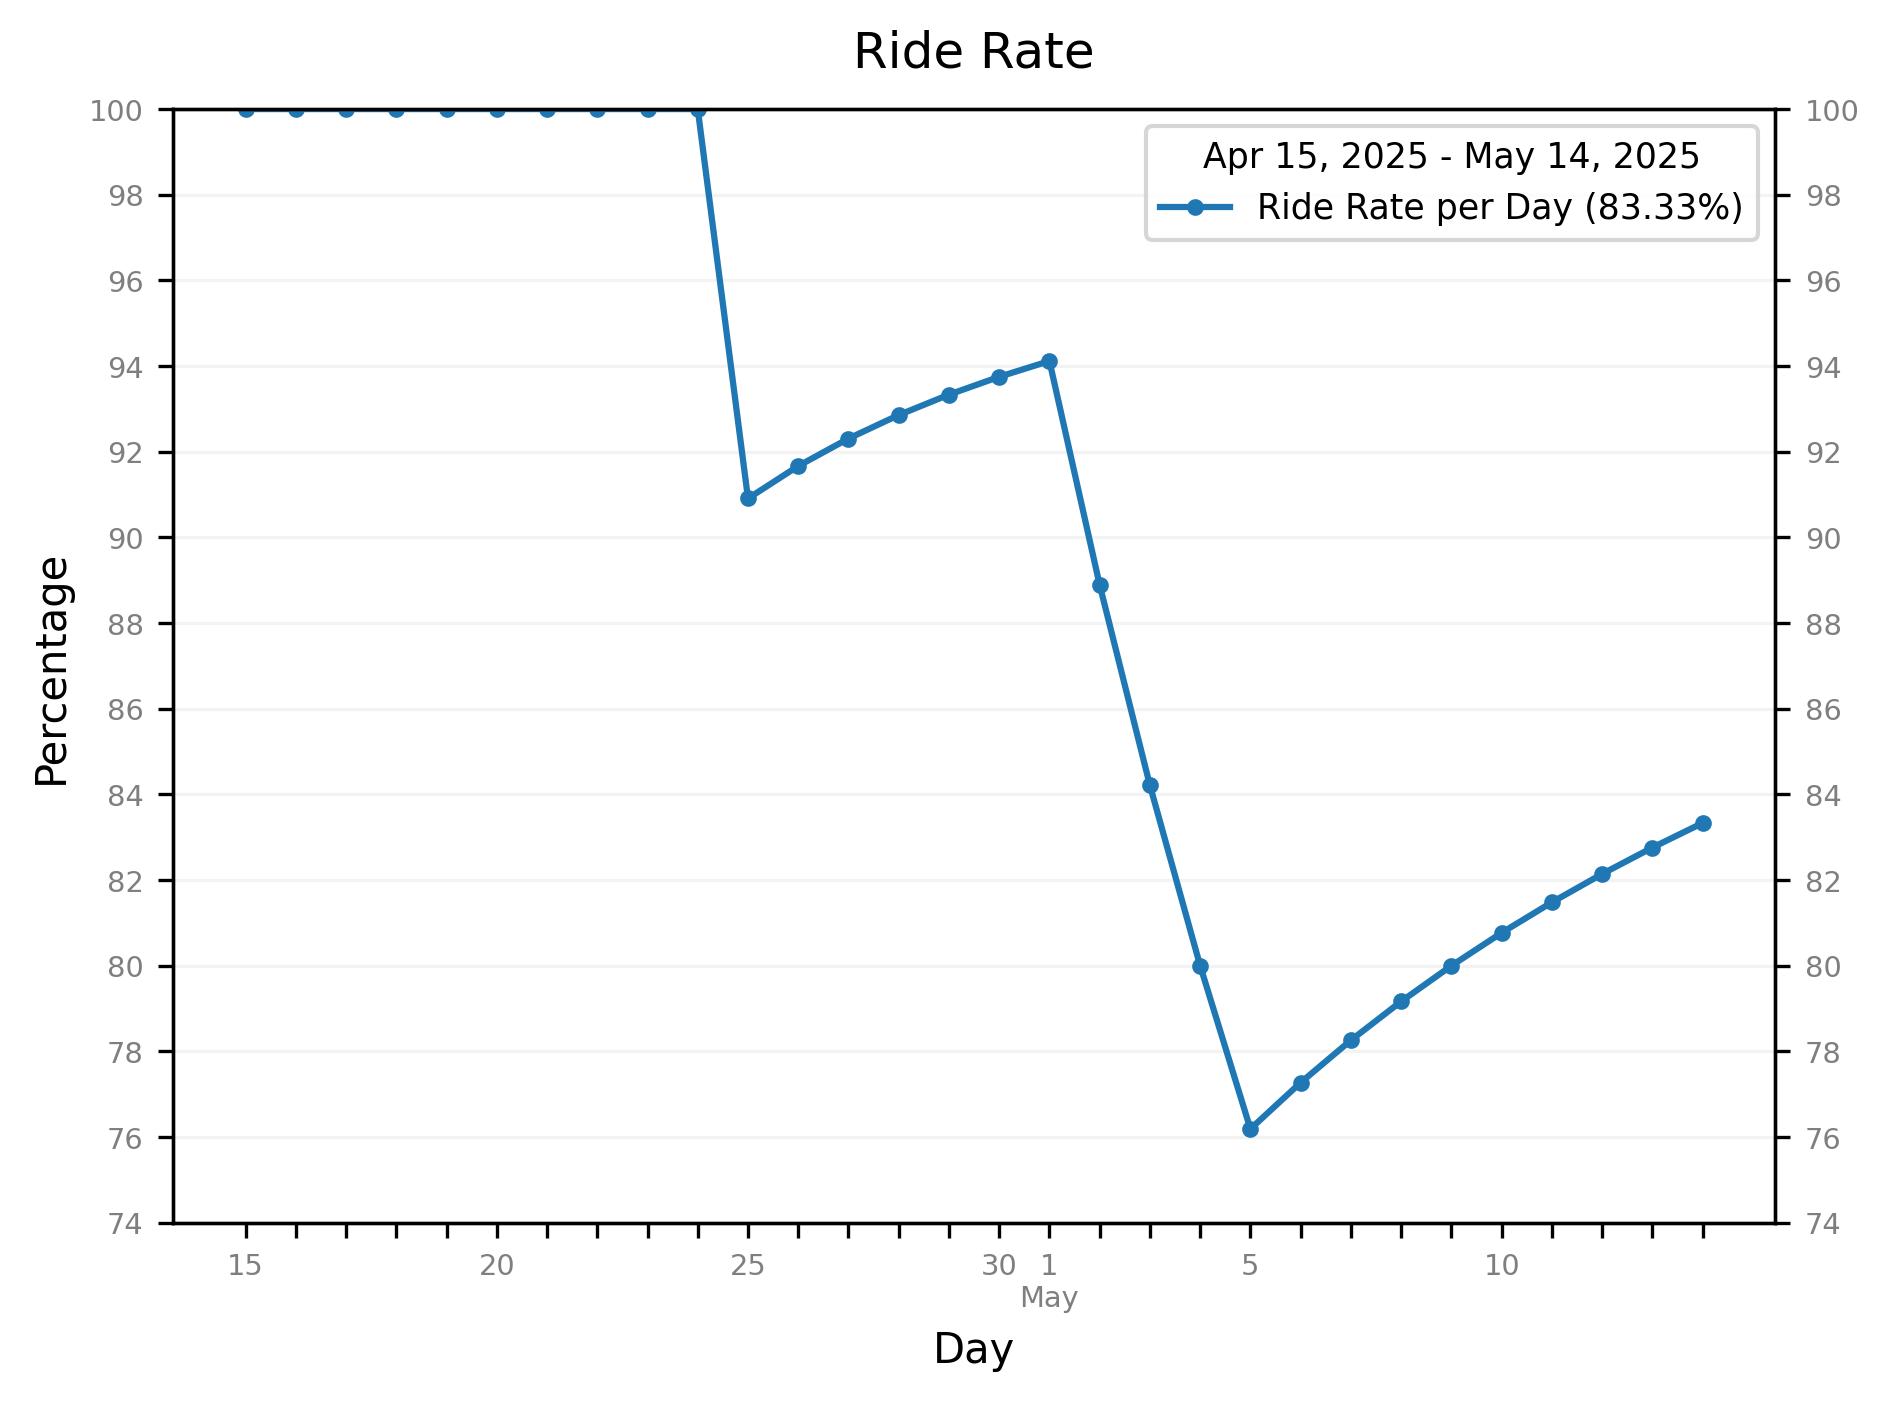 Ride Rate
Apr 15, 2025 - May 14, 2025
Ride Rate per Day (83.33%)
100 100
98 98
96 96
94 94
92 92
90 90
88 88
86 86
84 84
82 82
80 80
78 78
76 76
74 74
Percentage
15 20 25 30 1 5 10
May
Day